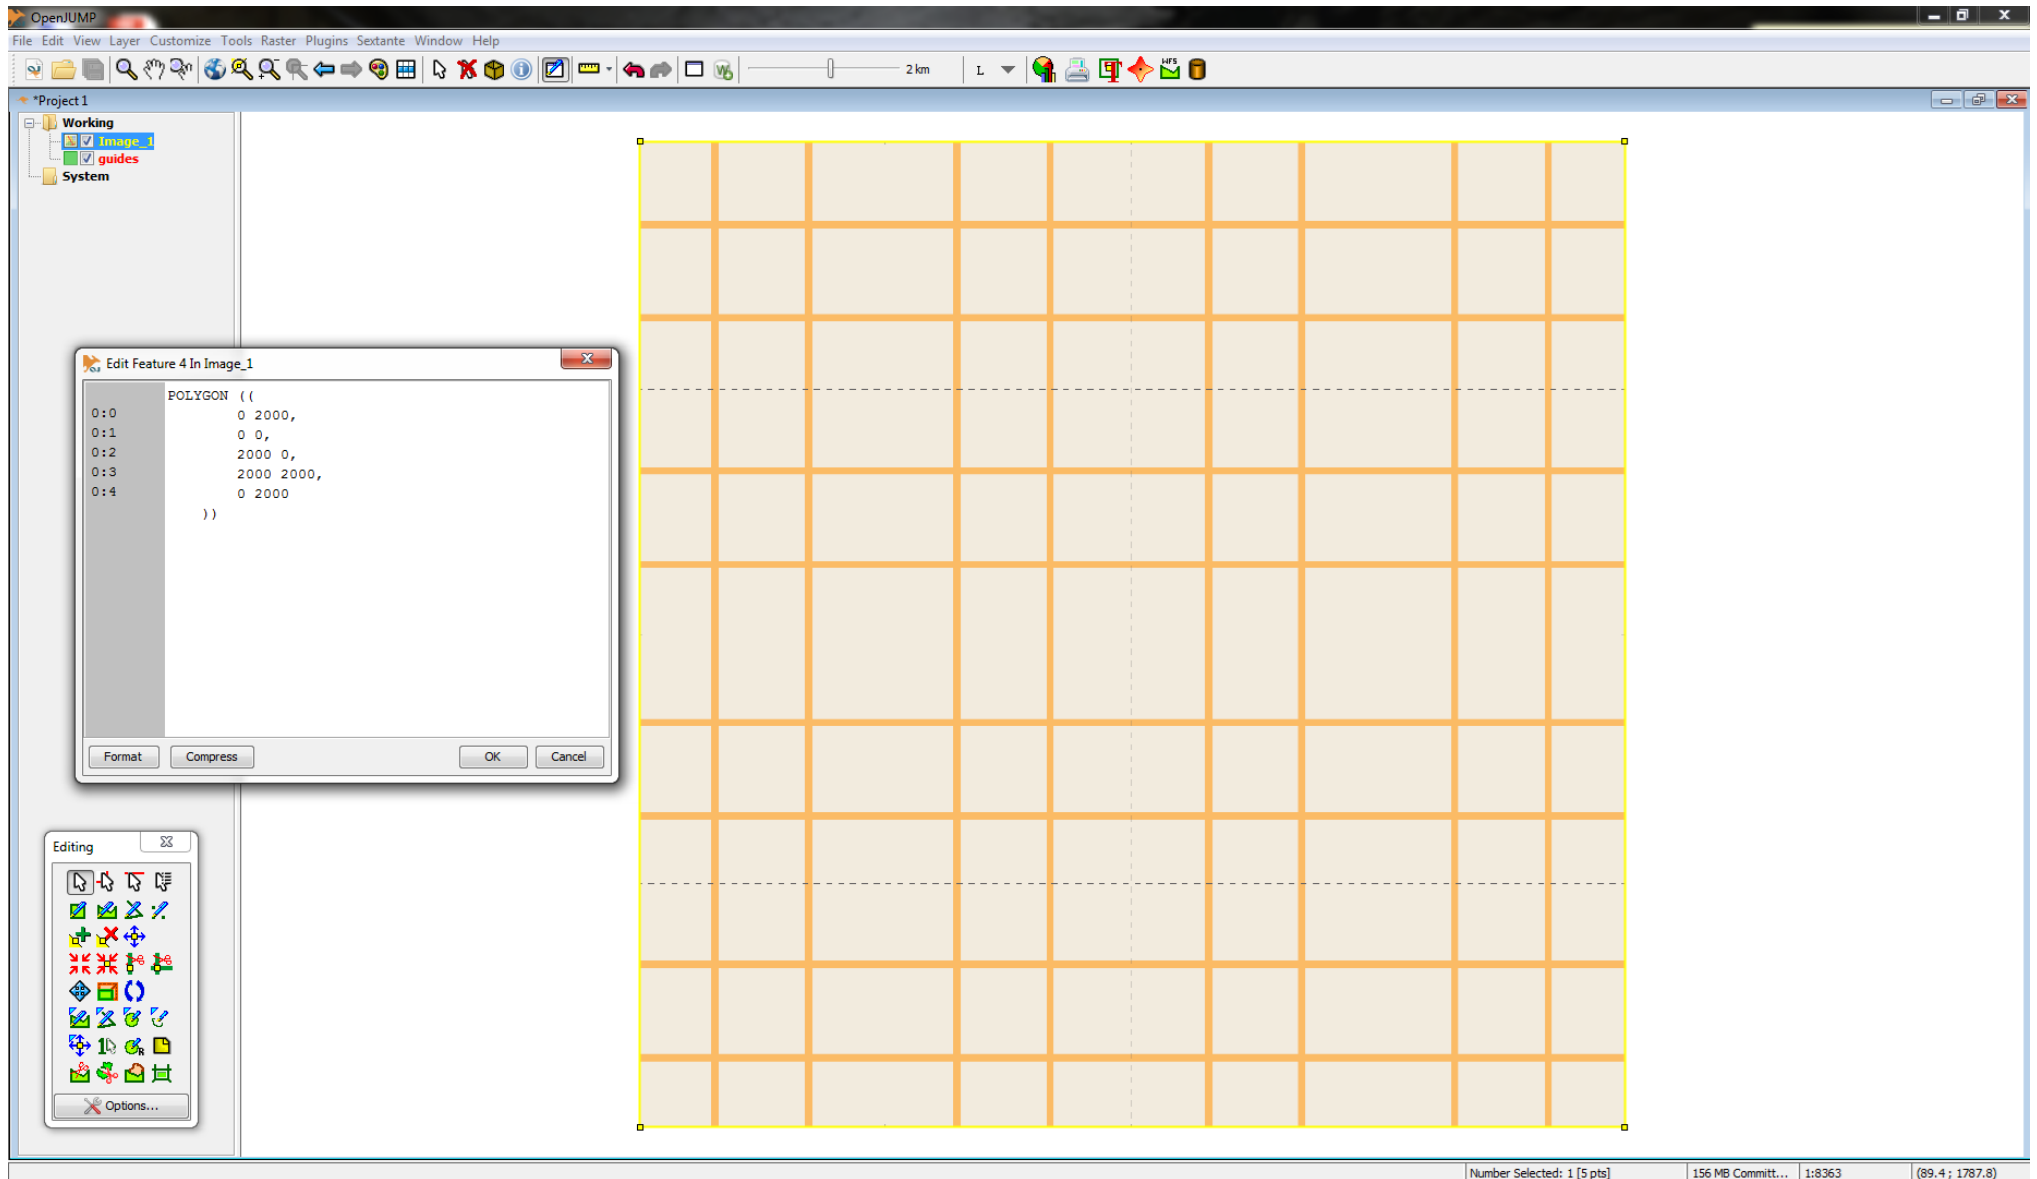 OpenJUMP
File Edit View Layer Customize Tools Raster Plugins Sextante Window Help
2 km
L
WFS
*Project 1
Working
Image_1
guides
System
Edit Feature 4 In Image_1
POLYGON ((
0:0 0 2000,
0:1 0 0,
0:2 2000 0,
0:3 2000 2000,
0:4 0 2000
))
Format Compress OK Cancel
Editing
Options...
Number Selected: 1 [5 pts] 156 MB Committ... 1:8363 (89.4 ; 1787.8)